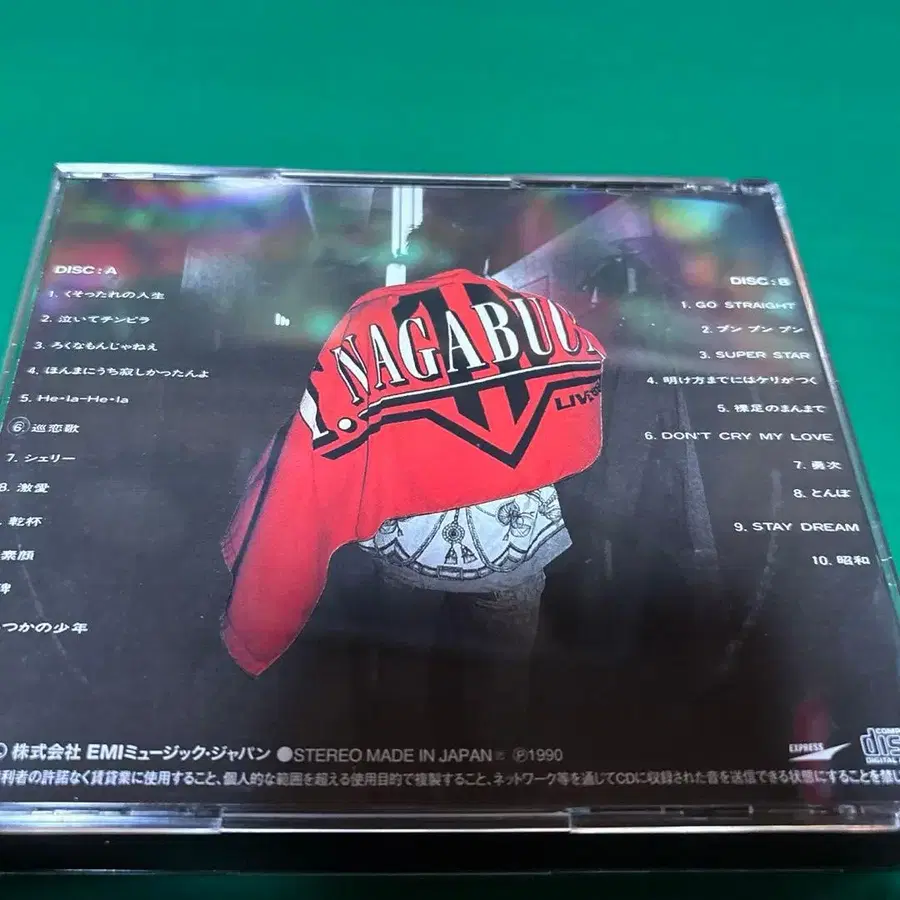 DISC : A
1. くそったれの人生
2. 泣いてチンピラ
3. ろくなもんじゃねえ
4. ほんまにうち寂しかったんよ
5. He-la-He-la
6 巡恋歌
7. シェリー
8. 激愛
. 乾杯
素顔
碑
つかの少年
T. NAGABUC
LIVE
DISC : B
1. GO STRAIGHT
2. ブン ブン ブン
3. SUPER STAR
4. 明け方までにはケリがつく
5. 裸足のまんまで
6. DON'T CRY MY LOVE
7. 勇次
8. とんぼ
9. STAY DREAM
10. 昭和
株式会社 EMIミュージック・ジャパン ●STEREO MADE IN JAPAN ℗1990
EXPRESS
COMP
dis
DIGITAL
利者の許諾なく賃貸業に使用すること、個人的な範囲を超える使用目的で複製すること、ネットワーク等を通じてCDに収録された音を送信できる状態にすることを禁じ